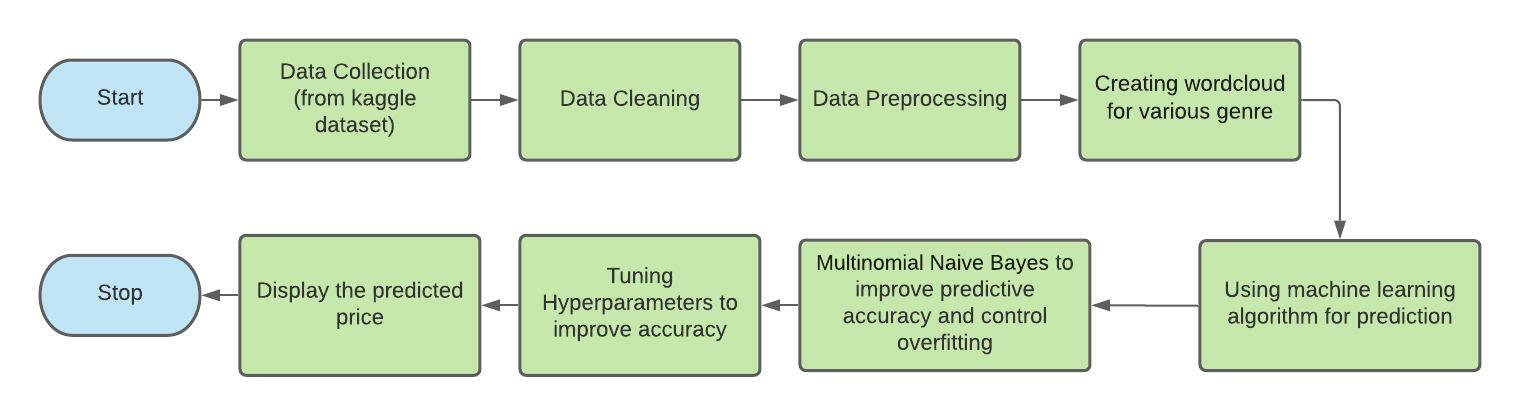 Start
Data Collection
(from kaggle
dataset)
Data Cleaning
Data Preprocessing
Creating wordcloud
for various genre
Using machine learning
algorithm for prediction
Multinomial Naive Bayes to
improve predictive
accuracy and control
overfitting
Tuning
Hyperparameters to
improve accuracy
Display the predicted
price
Stop